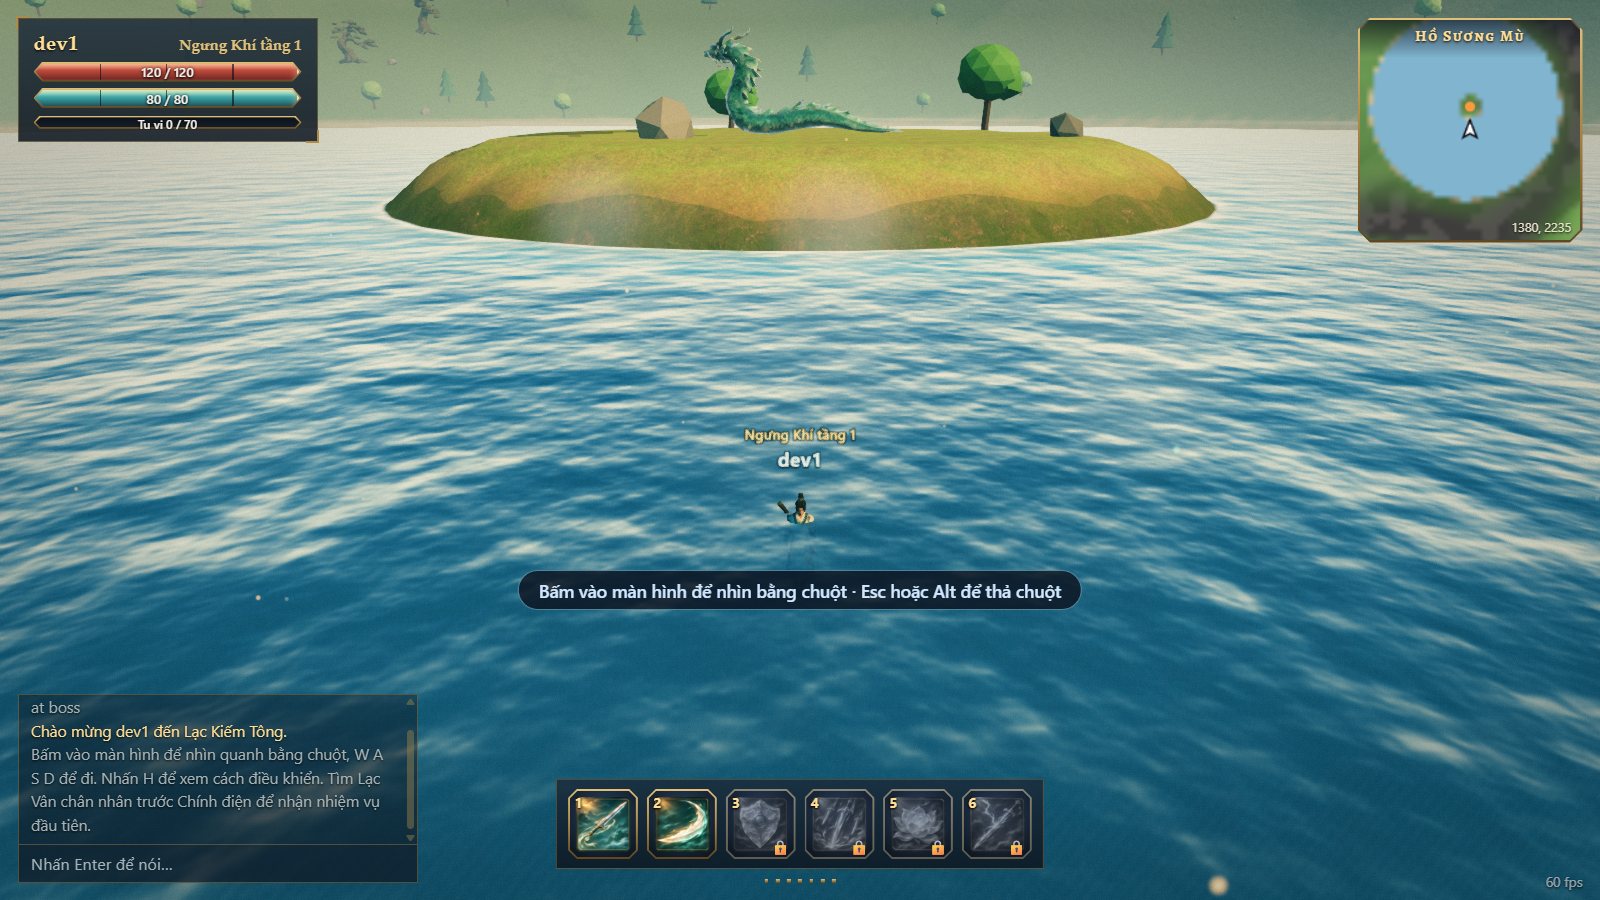 dev1
Ngưng Khí tầng 1
120 / 120
80 / 80
Tu vi 0 / 70
Hồ Sương Mù
1380, 2235
Ngưng Khí tầng 1
dev1
Bấm vào màn hình để nhìn bằng chuột · Esc hoặc Alt để thả chuột
at boss
Chào mừng dev1 đến Lạc Kiếm Tông.
Bấm vào màn hình để nhìn quanh bằng chuột, W A
S D để đi. Nhấn H để xem cách điều khiển. Tìm Lạc
Vân chân nhân trước Chính điện để nhận nhiệm vụ
đầu tiên.
Nhấn Enter để nói...
1
2
3
4
5
6
60 fps